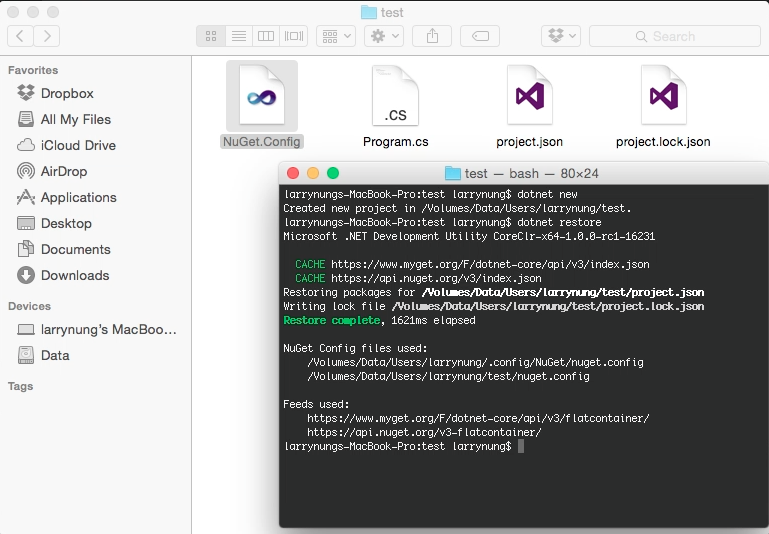 test
Search
Favorites
Dropbox
All My Files
iCloud Drive
AirDrop
Applications
Desktop
Documents
Downloads
Devices
larrynung's MacBoo...
Data
Tags
NuGet.Config
.CS
Program.cs
project.json
project.lock.json
test — bash — 80×24
larrynungs-MacBook-Pro:test larrynung$ dotnet new
Created new project in /Volumes/Data/Users/larrynung/test.
larrynungs-MacBook-Pro:test larrynung$ dotnet restore
Microsoft .NET Development Utility CoreClr-x64-1.0.0-rc1-16231
CACHE https://www.myget.org/F/dotnet-core/api/v3/index.json
CACHE https://api.nuget.org/v3/index.json
Restoring packages for /Volumes/Data/Users/larrynung/test/project.json
Writing lock file /Volumes/Data/Users/larrynung/test/project.lock.json
Restore complete, 1621ms elapsed
NuGet Config files used:
/Volumes/Data/Users/larrynung/.config/NuGet/nuget.config
/Volumes/Data/Users/larrynung/test/nuget.config
Feeds used:
https://www.myget.org/F/dotnet-core/api/v3/flatcontainer/
https://api.nuget.org/v3-flatcontainer/
larrynungs-MacBook-Pro:test larrynung$